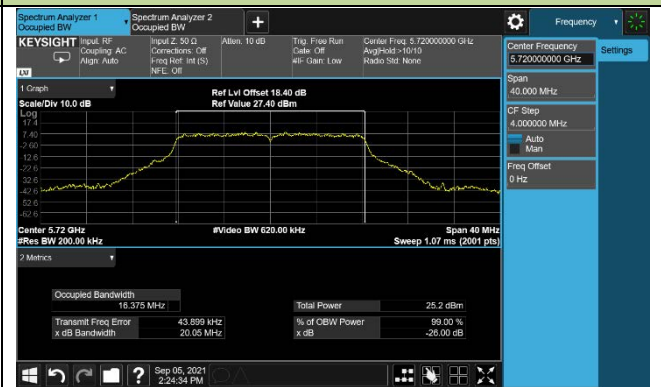 Spectrum Analyzer 1
Occupied BW
Spectrum Analyzer 2
Occupied BW
+
Frequency
KEYSIGHT
Input: RF
Coupling: AC
Align: Auto
Input Z: 50 Ω
Corrections: Off
Freq Ref: Int (S)
NFE: Off
Atten: 10 dB
Trig: Free Run
Gate: Off
#IF Gain: Low
Center Freq: 5.720000000 GHz
Avg|Hold:>10/10
Radio Std: None
LXI
Center Frequency
5.720000000 GHz
Settings
Span
40.000 MHz
CF Step
4.000000 MHz
Auto
Man
Freq Offset
0 Hz
1 Graph
Scale/Div 10.0 dB
Ref Lvl Offset 18.40 dB
Ref Value 27.40 dBm
Log
17.4
7.40
-2.60
-12.6
-22.6
-32.6
-42.6
-52.6
-62.6
Center 5.72 GHz
#Video BW 620.00 kHz
Span 40 MHz
#Res BW 200.00 kHz
Sweep 1.07 ms (2001 pts)
2 Metrics
Occupied Bandwidth
16.375 MHz
Total Power
25.2 dBm
Transmit Freq Error
43.899 kHz
% of OBW Power
99.00 %
x dB Bandwidth
20.05 MHz
x dB
-26.00 dB
?
Sep 05, 2021
2:24:34 PM